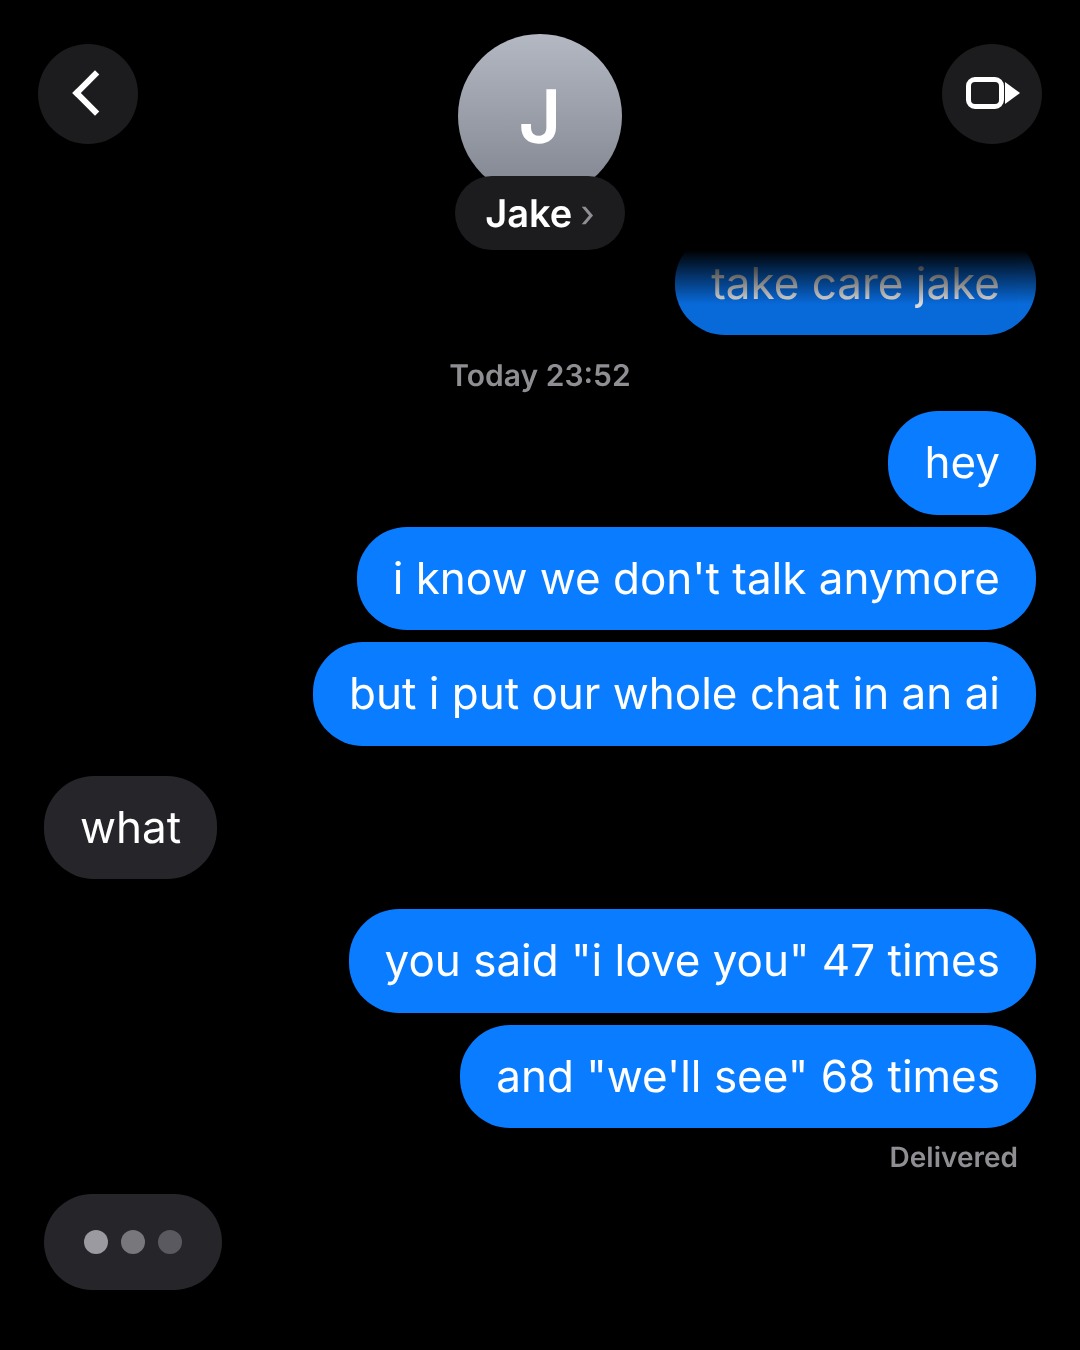 J
Jake ›
take care jake
Today 23:52
hey
i know we don't talk anymore
but i put our whole chat in an ai
what
you said "i love you" 47 times
and "we'll see" 68 times
Delivered